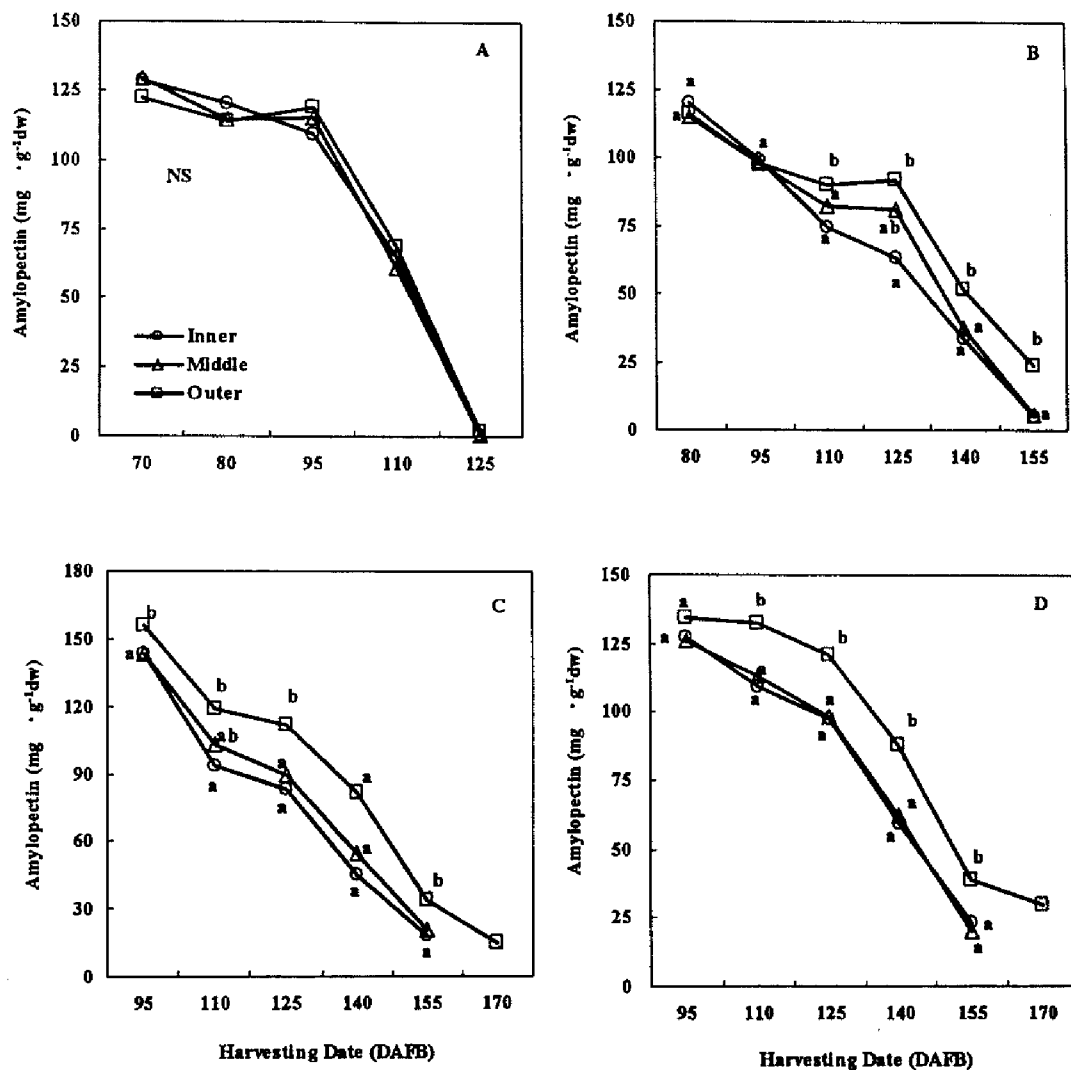 150
125
100
75
50
25
0
Amylopectin (mg ·g-1dw)
A
NS
Inner
Middle
Outer
70 80 95 110 125
150
125
100
75
50
25
0
Amylopectin (mg ·g-1dw)
B
a
a
a
b
a
a
b
ab
a
b
a
a
b
a
80 95 110 125 140 155
180
150
120
90
60
30
0
Amylopectin (mg ·g-1dw)
C
b
a
b
ab
a
b
a
a
a
a
a
b
a
95 110 125 140 155 170
Harvesting Date (DAFB)
150
125
100
75
50
25
0
Amylopectin (mg ·g-1dw)
D
a
a
b
a
a
b
a
a
b
a
a
b
a
a
95 110 125 140 155 170
Harvesting Date (DAFB)